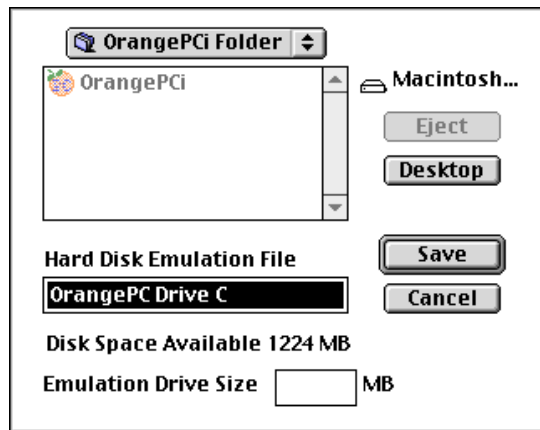 OrangePCi Folder
OrangePCi
Macintosh...
Eject
Desktop
Hard Disk Emulation File
Save
OrangePC Drive C
Cancel
Disk Space Available 1224 MB
Emulation Drive Size MB